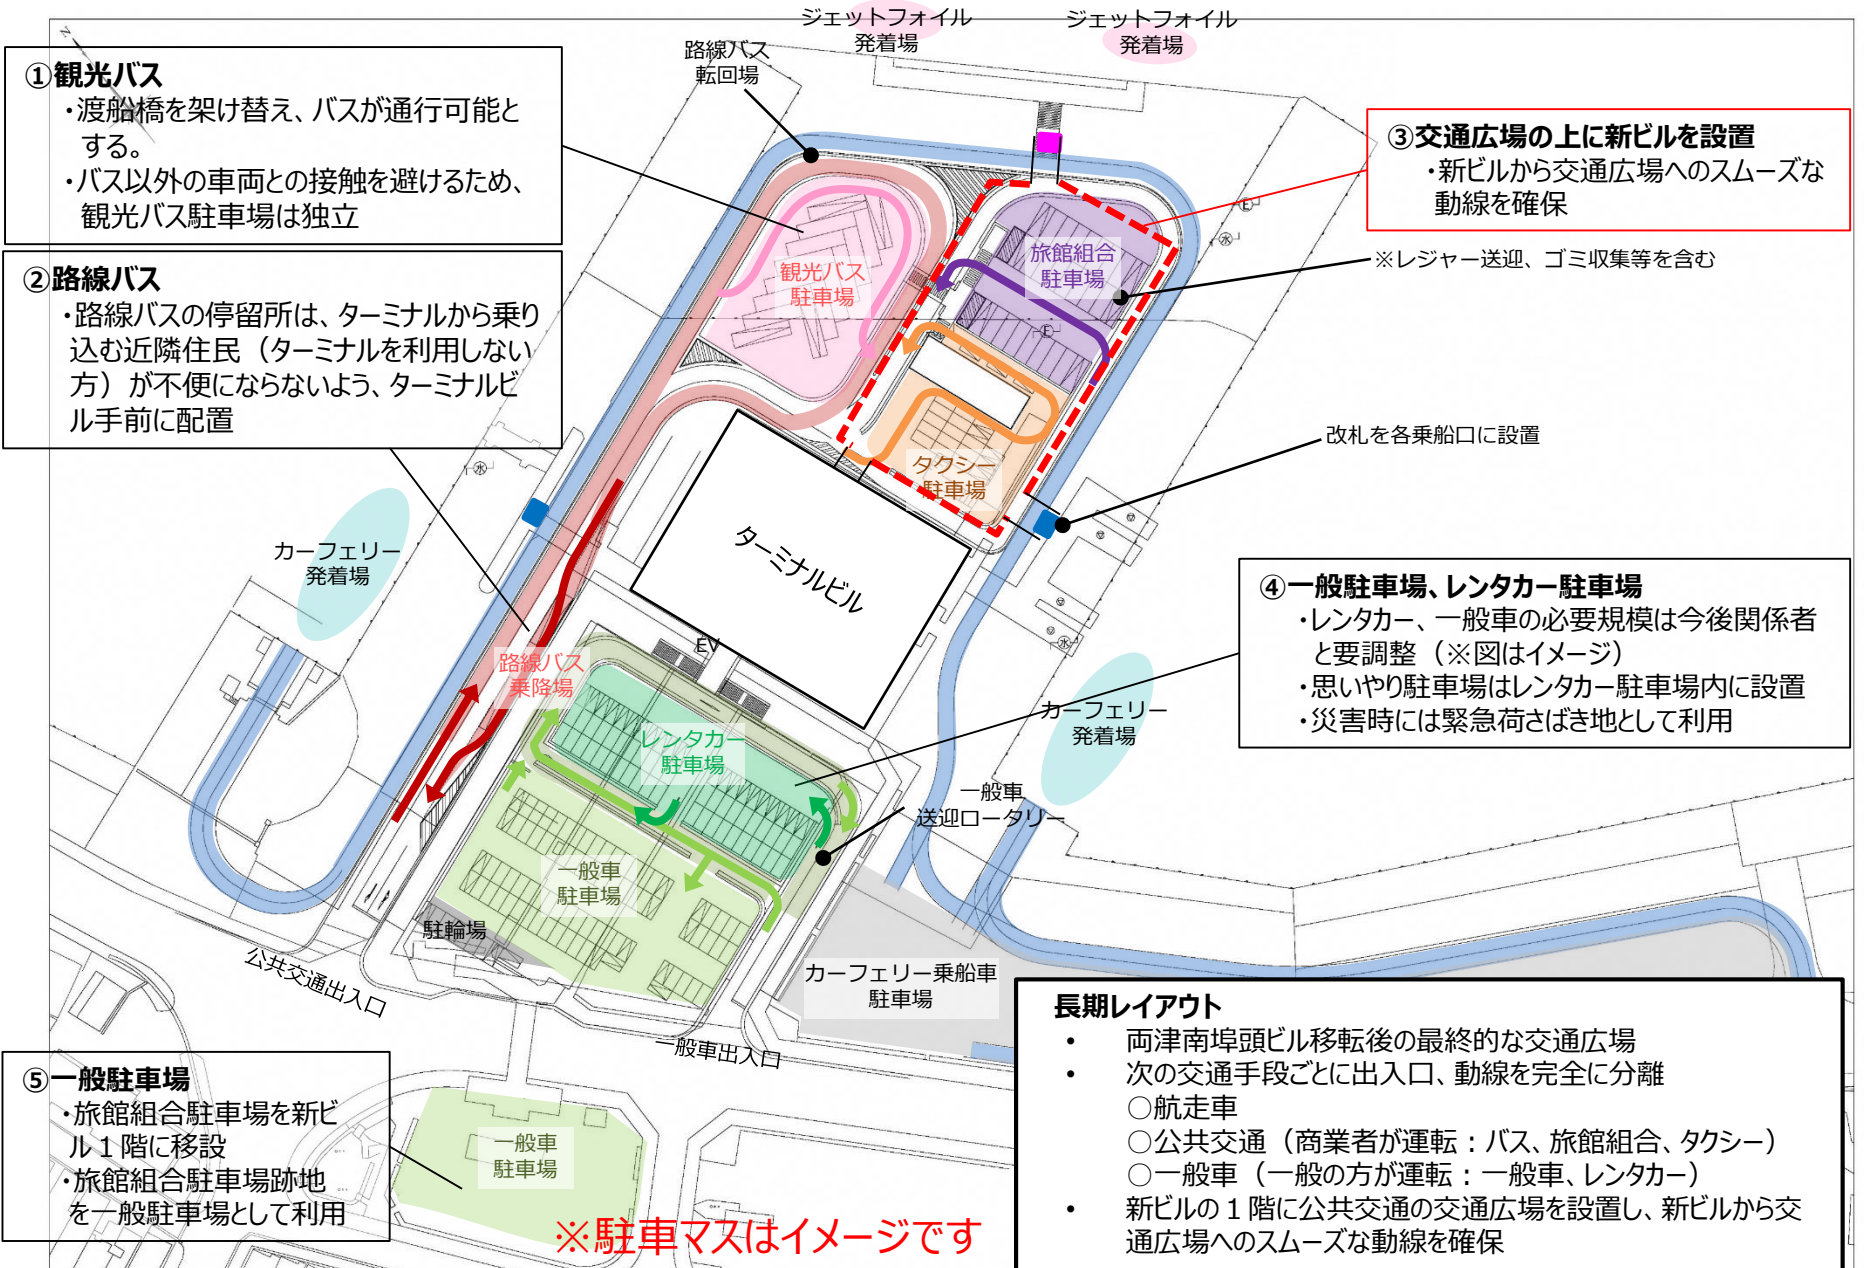 ジェットフォイル
発着場
ジェットフォイル
発着場
路線バス
転回場
①観光バス
・渡船橋を架け替え、バスが通行可能と
する。
・バス以外の車両との接触を避けるため、
観光バス駐車場は独立
②路線バス
・路線バスの停留所は、ターミナルから乗り
込む近隣住民（ターミナルを利用しない
方）が不便にならないよう、ターミナルビ
ル手前に配置
③交通広場の上に新ビルを設置
・新ビルから交通広場へのスムーズな
動線を確保
※レジャー送迎、ゴミ収集等を含む
観光バス
駐車場
旅館組合
駐車場
タクシー
駐車場
改札を各乗船口に設置
ターミナルビル
カーフェリー
発着場
④一般駐車場、レンタカー駐車場
・レンタカー、一般車の必要規模は今後関係者
と要調整（※図はイメージ）
・思いやり駐車場はレンタカー駐車場内に設置
・災害時には緊急荷さばき地として利用
EV
路線バス
乗降場
レンタカー
駐車場
カーフェリー
発着場
一般車
送迎ロータリー
一般車
駐車場
駐輪場
公共交通出入口
カーフェリー乗船車
駐車場
一般車出入口
⑤一般駐車場
・旅館組合駐車場を新ビ
ル１階に移設
・旅館組合駐車場跡地
を一般駐車場として利用
一般車
駐車場
※駐車マスはイメージです
長期レイアウト
• 両津南埠頭ビル移転後の最終的な交通広場
• 次の交通手段ごとに出入口、動線を完全に分離
○航走車
○公共交通（商業者が運転：バス、旅館組合、タクシー）
○一般車（一般の方が運転：一般車、レンタカー）
• 新ビルの１階に公共交通の交通広場を設置し、新ビルから交
通広場へのスムーズな動線を確保